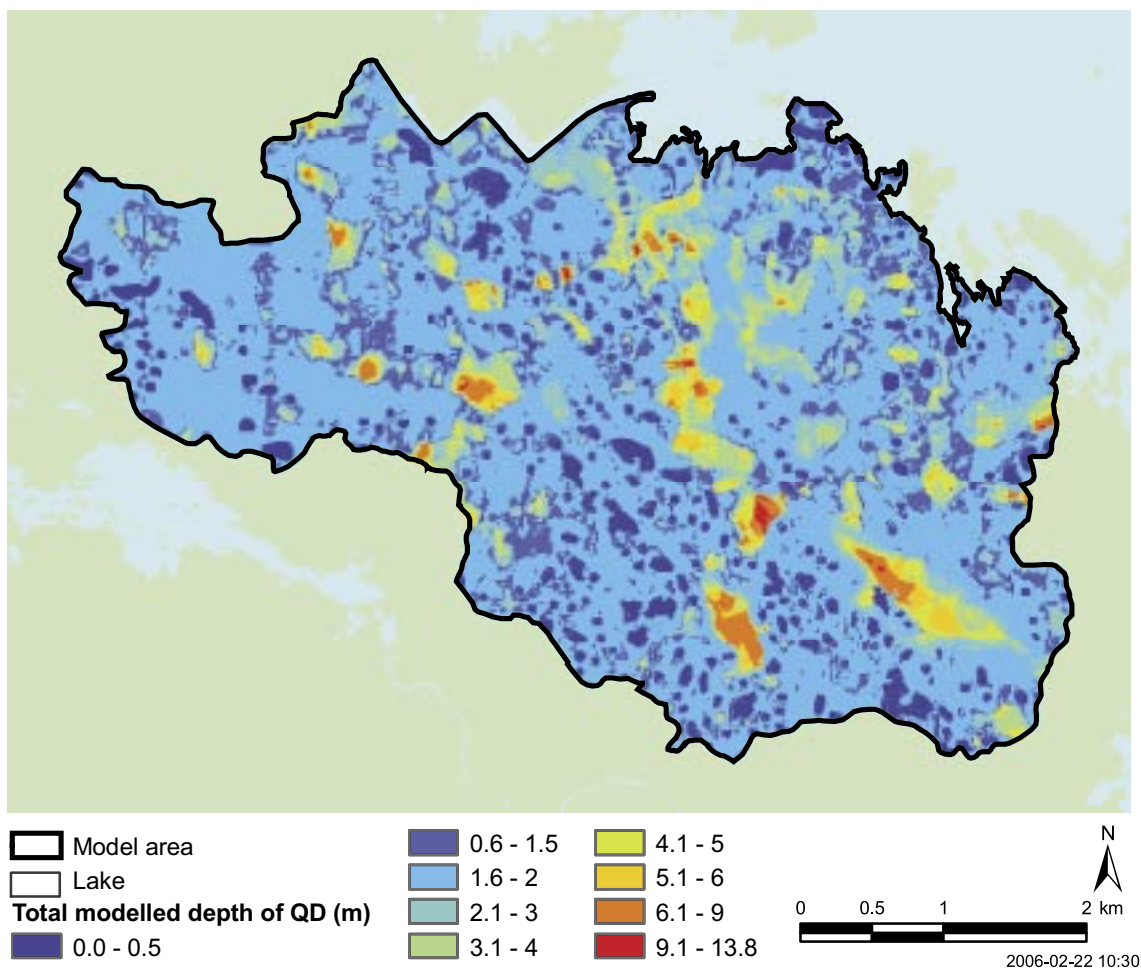 Model area
Lake
Total modelled depth of QD (m)
0.0 - 0.5
0.6 - 1.5
1.6 - 2
2.1 - 3
3.1 - 4
4.1 - 5
5.1 - 6
6.1 - 9
9.1 - 13.8
N
0 0.5 1 2 km
2006-02-22 10:30